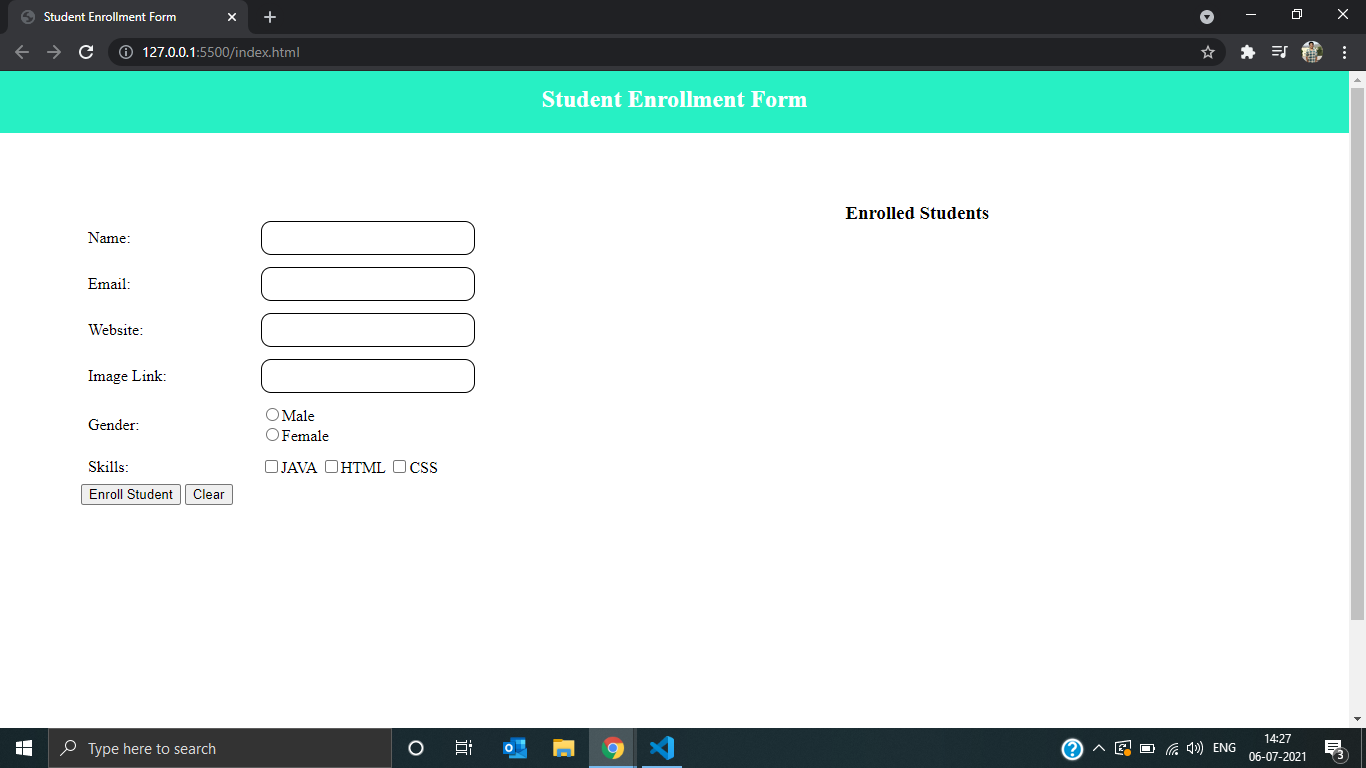 Student Enrollment Form
127.0.0.1:5500/index.html
Student Enrollment Form
Enrolled Students
Name:
Email:
Website:
Image Link:
Gender:
Male
Female
Skills:
JAVA HTML CSS
Enroll Student Clear
Type here to search
ENG
14:27
06-07-2021
3